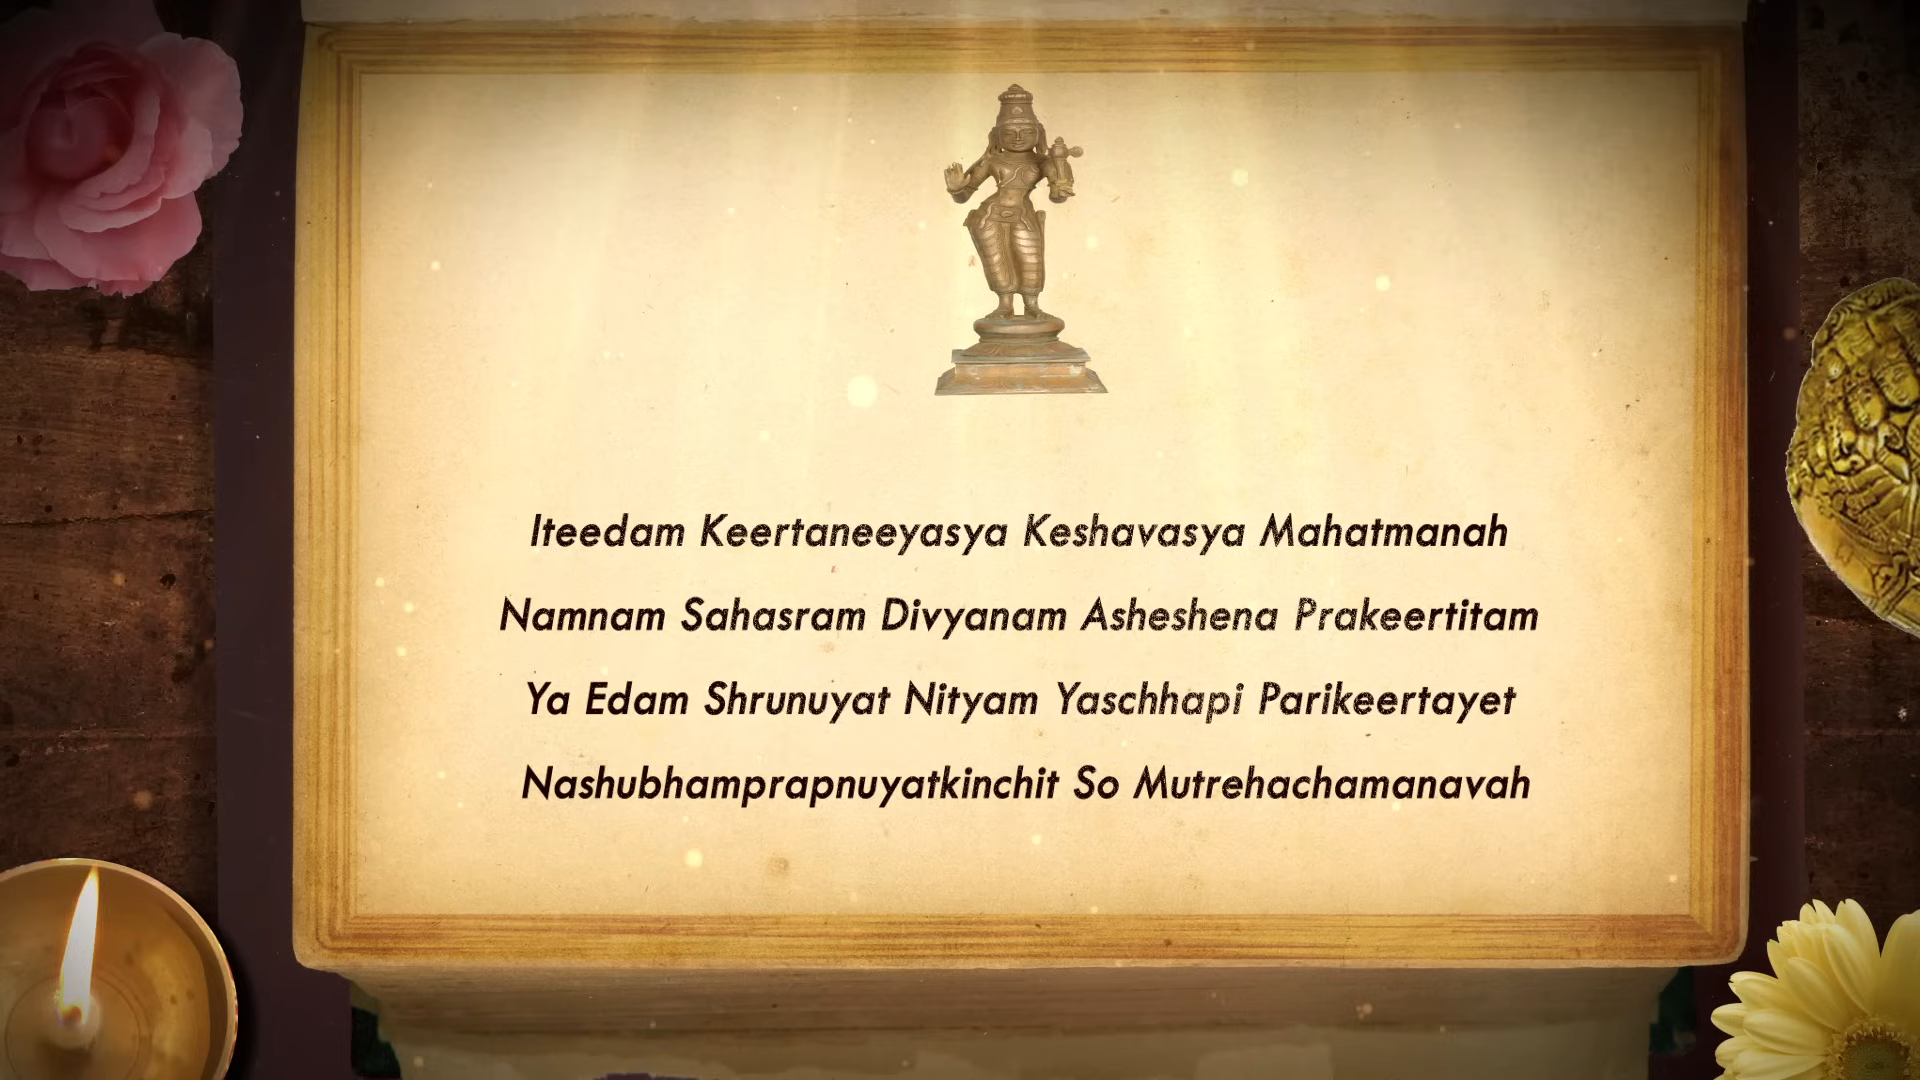 Iteedam Keertaneeyasya Keshavasya Mahatmanah
Namnam Sahasram Divyanam Asheshena Prakeertitam
Ya Edam Shrunuyat Nityam Yaschhapi Parikeertayet
Nashubhamprapnuyatkinchit So Mutrehachamanavah